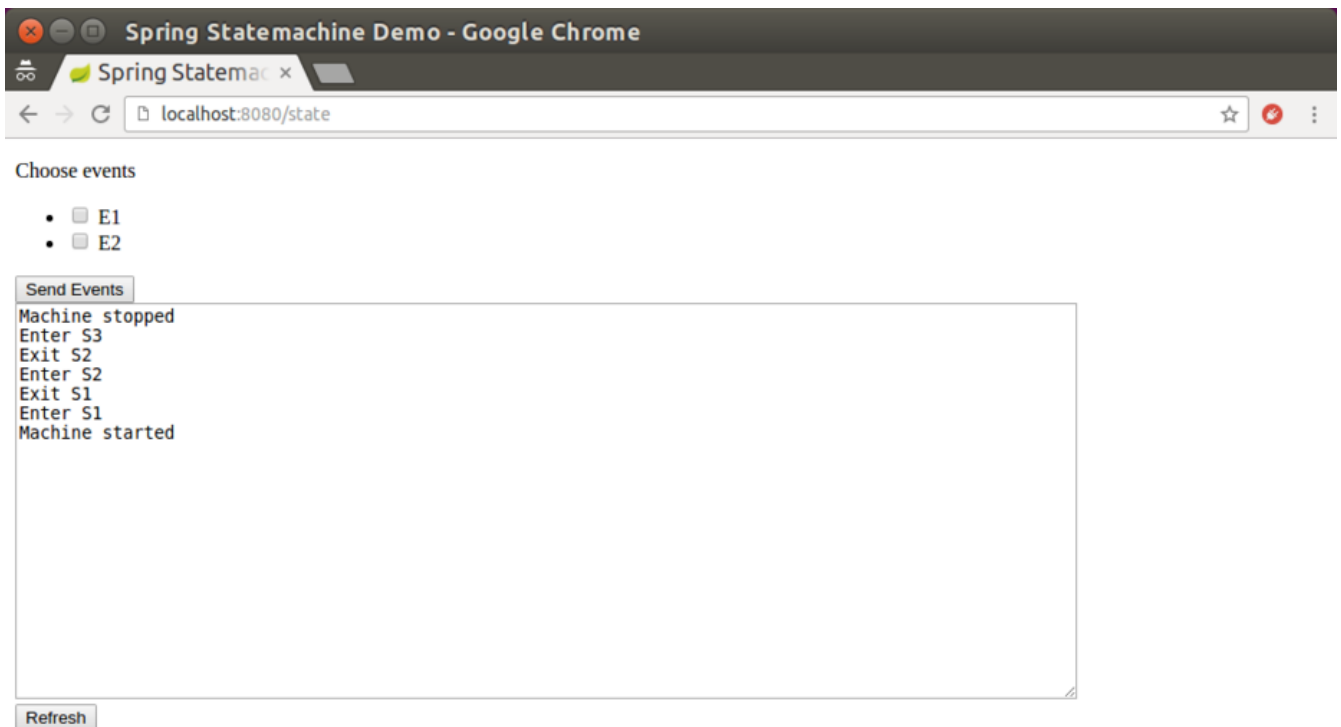 Spring Statemachine Demo - Google Chrome
Spring Statemac
localhost:8080/state
Choose events
E1
E2
Send Events
Machine stopped
Enter S3
Exit S2
Enter S2
Exit S1
Enter S1
Machine started
Refresh